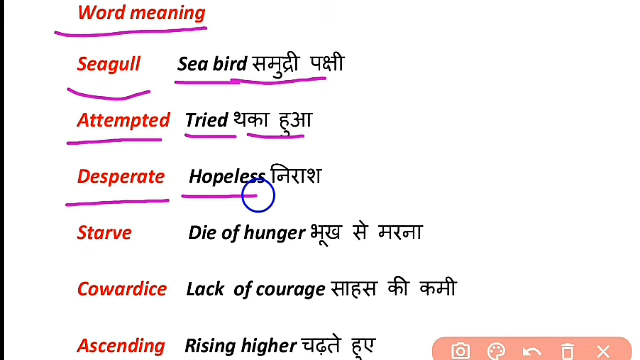 Word meaning
Seagull Sea bird समुद्री पक्षी
Attempted Tried थका हुआ
Desperate Hopeless निराश
Starve Die of hunger भूख से मरना
Cowardice Lack of courage साहस की कमी
Ascending Rising higher चढ़ते हुए